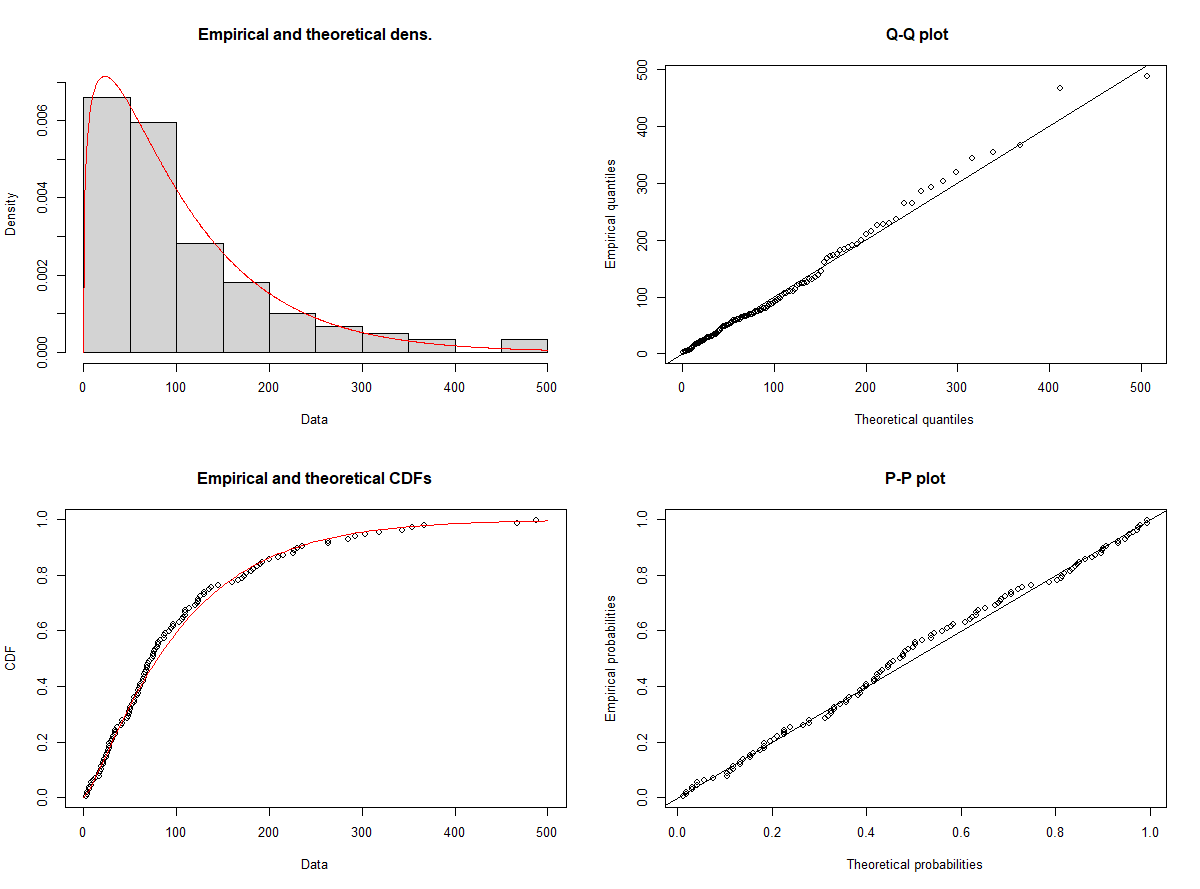 Empirical and theoretical dens.
Density
0.000
0.002
0.004
0.006
0 100 200 300 400 500
Data
Q-Q plot
Empirical quantiles
0 100 200 300 400 500
0 100 200 300 400 500
Theoretical quantiles
Empirical and theoretical CDFs
CDF
0.0 0.2 0.4 0.6 0.8 1.0
0 100 200 300 400 500
Data
P-P plot
Empirical probabilities
0.0 0.2 0.4 0.6 0.8 1.0
0.0 0.2 0.4 0.6 0.8 1.0
Theoretical probabilities